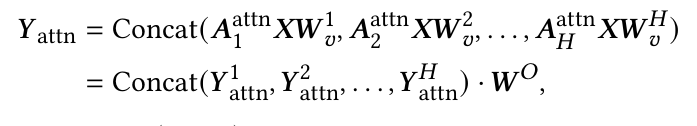 Y_attn = Concat(A_1^attn XW_v^1, A_2^attn XW_v^2, ..., A_H^attn XW_v^H)
= Concat(Y_attn^1, Y_attn^2, ..., Y_attn^H) · W^O,